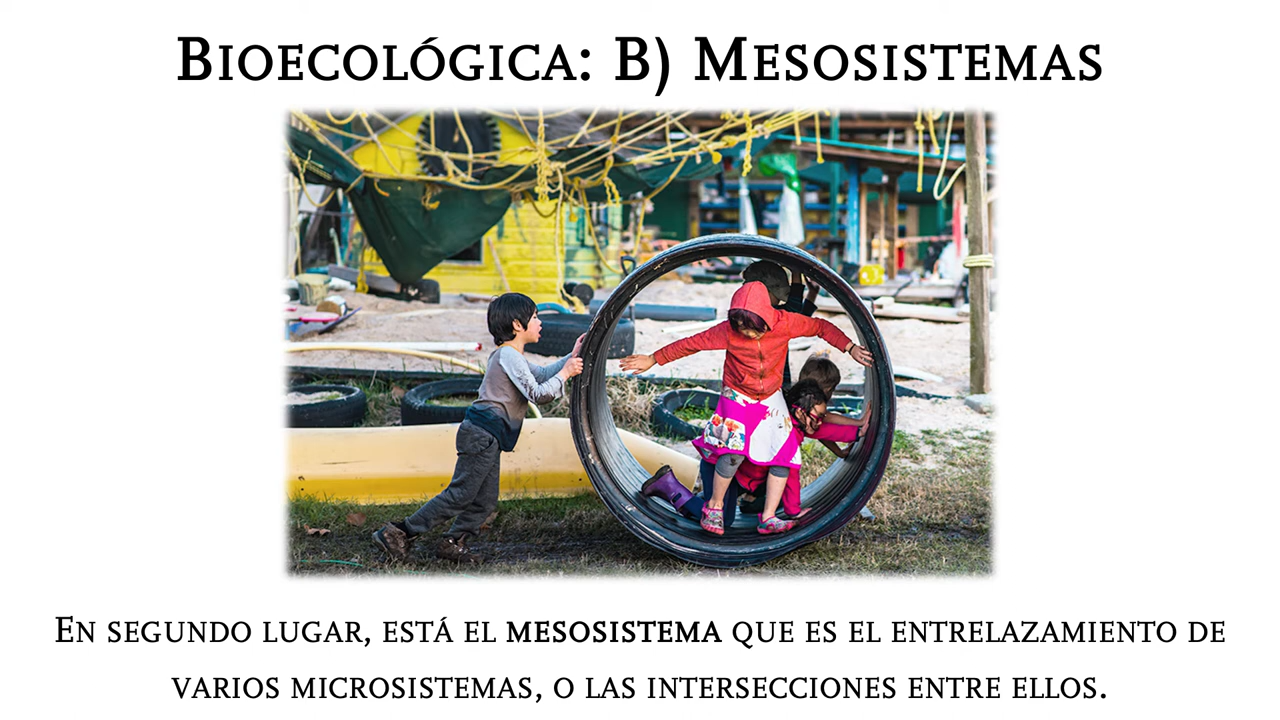 Bioecológica: B) Mesosistemas
En segundo lugar, está el mesosistema que es el entrelazamiento de
varios microsistemas, o las intersecciones entre ellos.